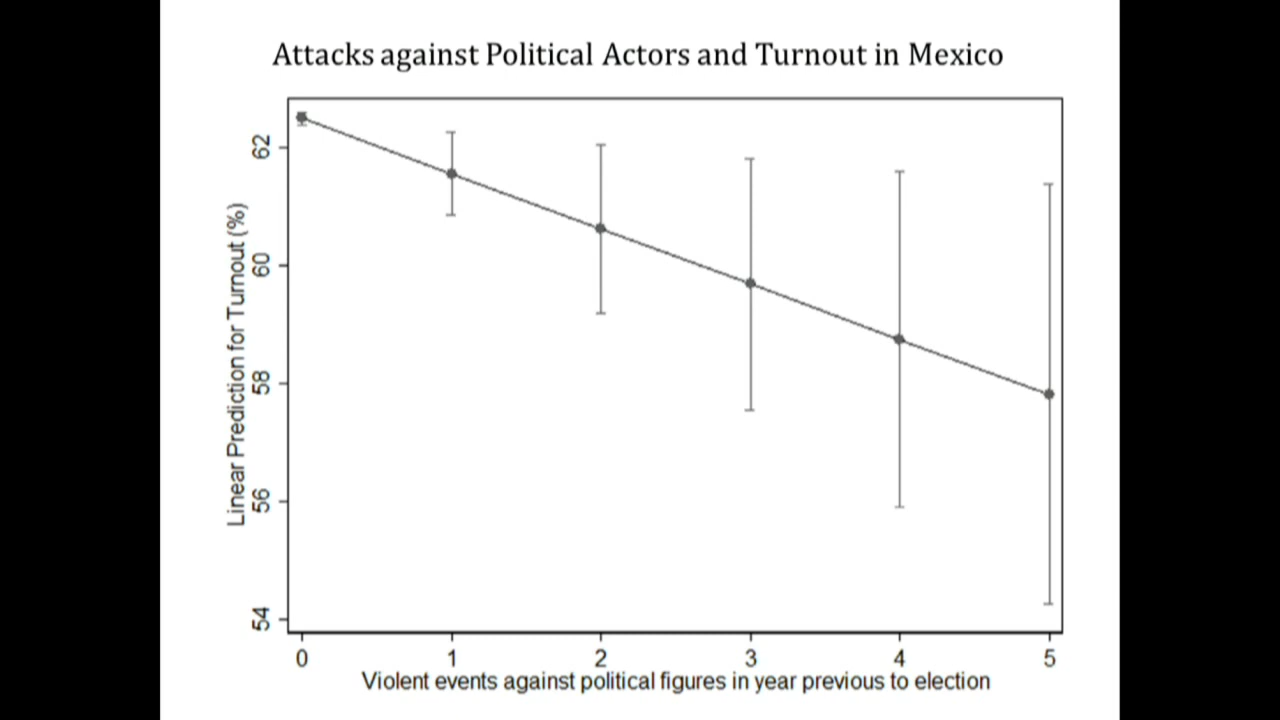 Attacks against Political Actors and Turnout in Mexico
Linear Prediction for Turnout (%)
62
60
58
56
54
0 1 2 3 4 5
Violent events against political figures in year previous to election